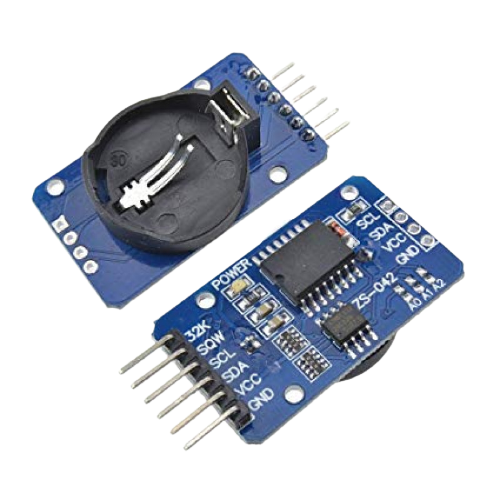 30
SCL
SDA
VCC
GND
POWER
ZS-042
A0 A1 A2
32K
SQW
SCL
SDA
VCC
GND